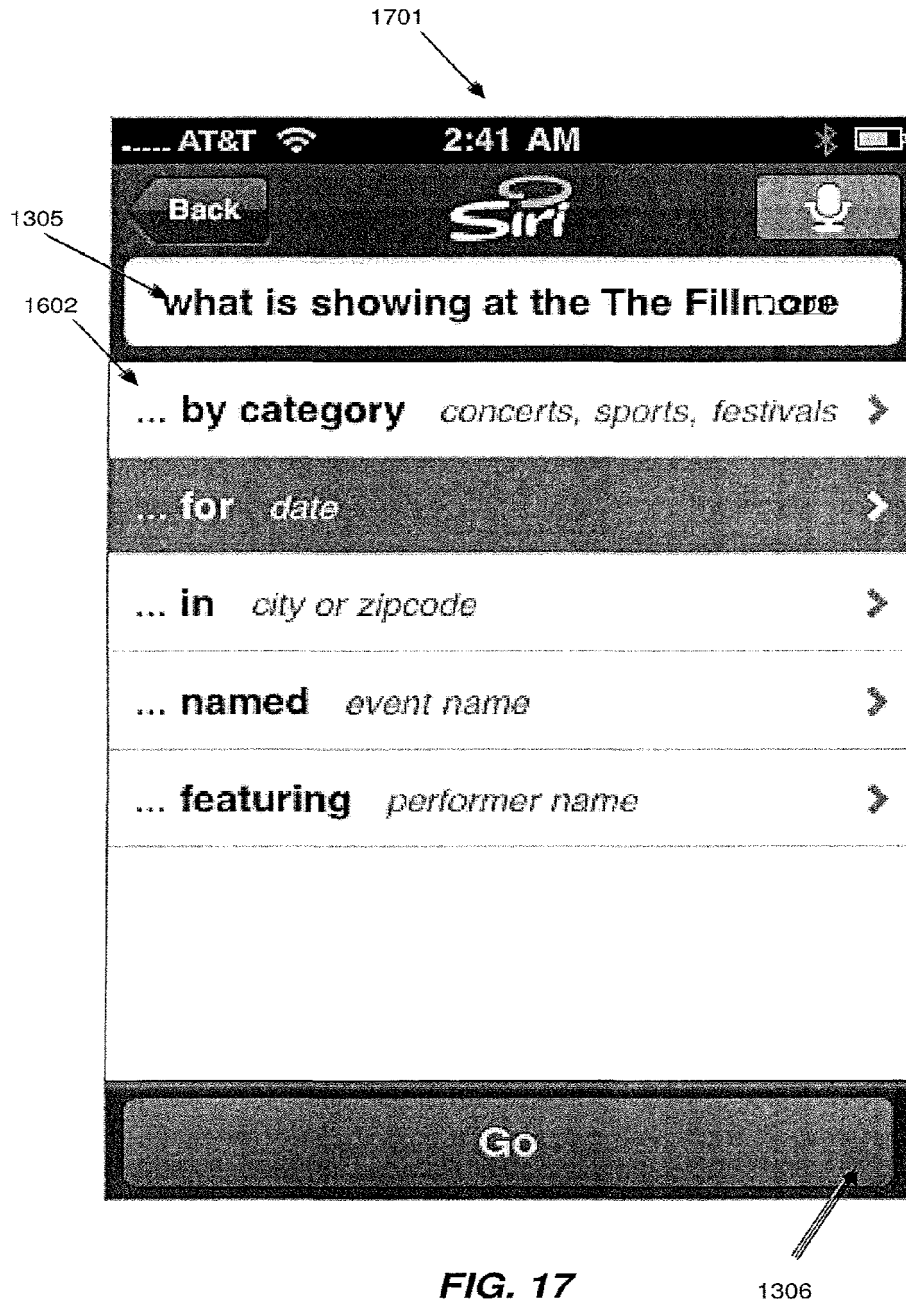 1701
..... AT&T 2:41 AM
Back Siri
1305
what is showing at the The Fillmore
1602
... by category concerts, sports, festivals
... for date
... in city or zipcode
... named event name
... featuring performer name
Go
FIG. 17 1306